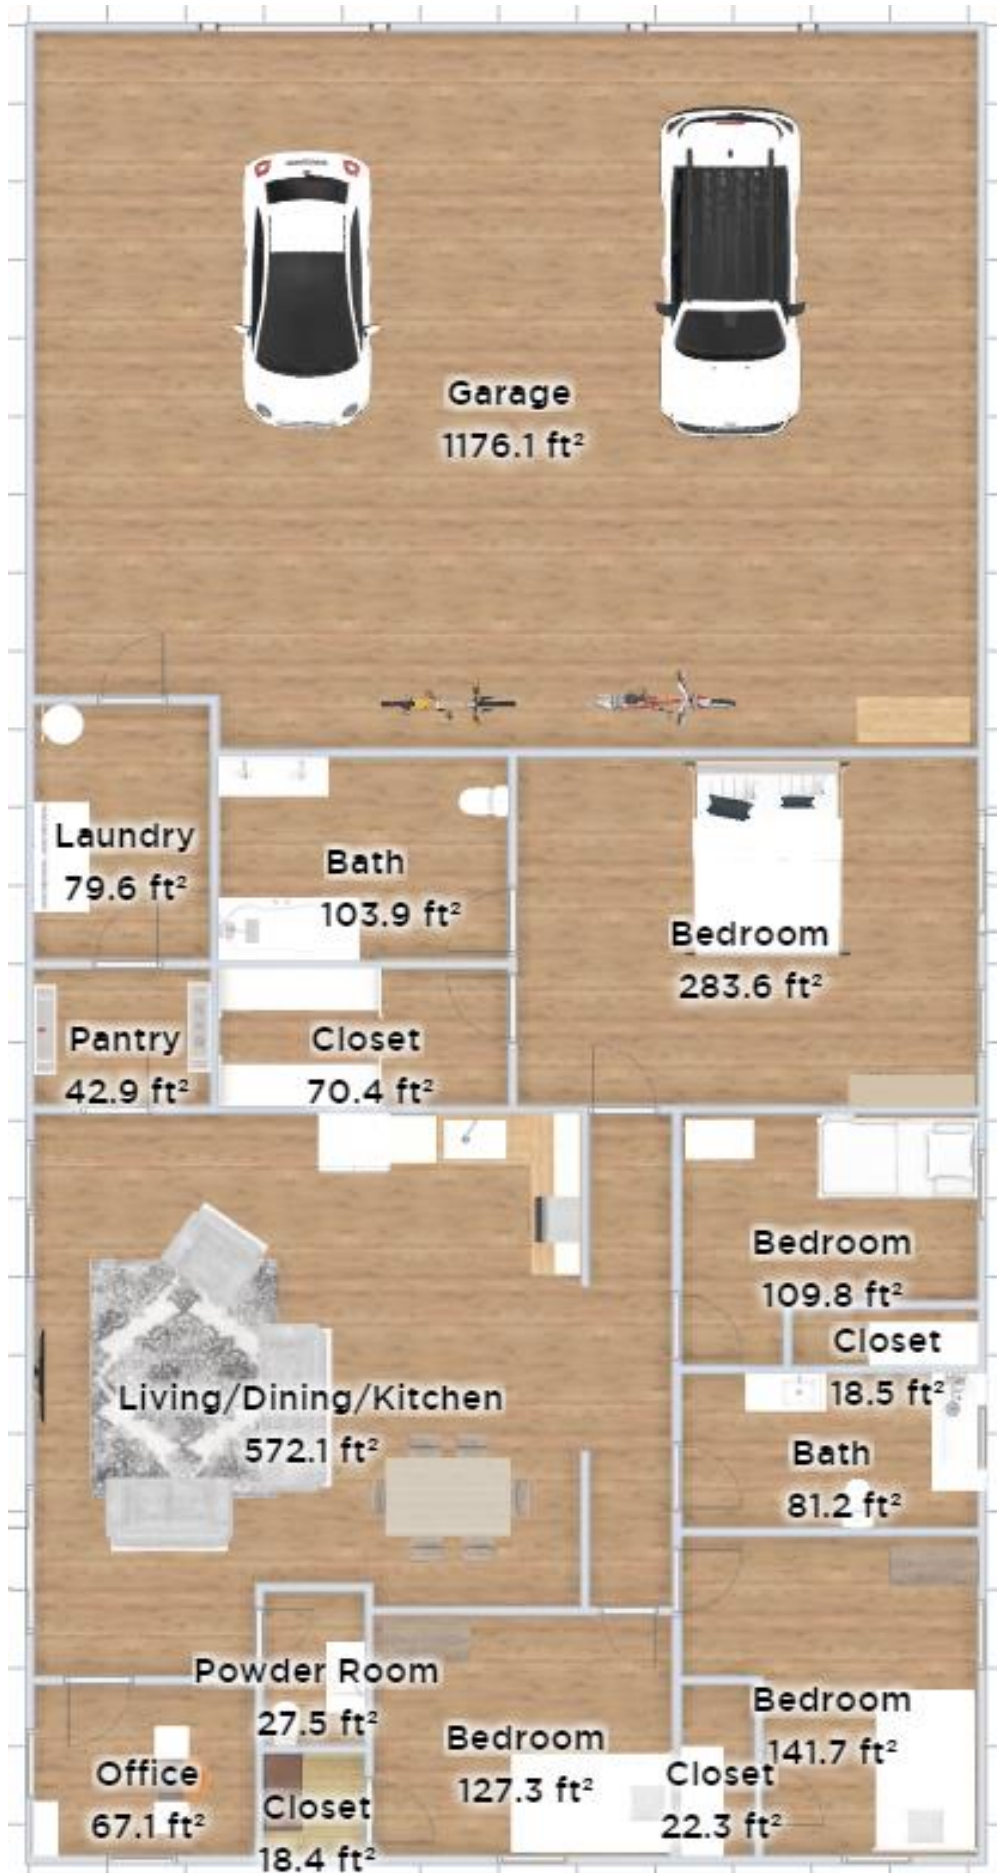 Garage
1176.1 ft²
Laundry
79.6 ft²
Bath
103.9 ft²
Bedroom
283.6 ft²
Pantry
42.9 ft²
Closet
70.4 ft²
Bedroom
109.8 ft²
Closet
18.5 ft²
Living/Dining/Kitchen
572.1 ft²
Bath
81.2 ft²
Powder Room
27.5 ft²
Bedroom
141.7 ft²
Bedroom
127.3 ft²
Closet
22.3 ft²
Office
67.1 ft²
Closet
18.4 ft²